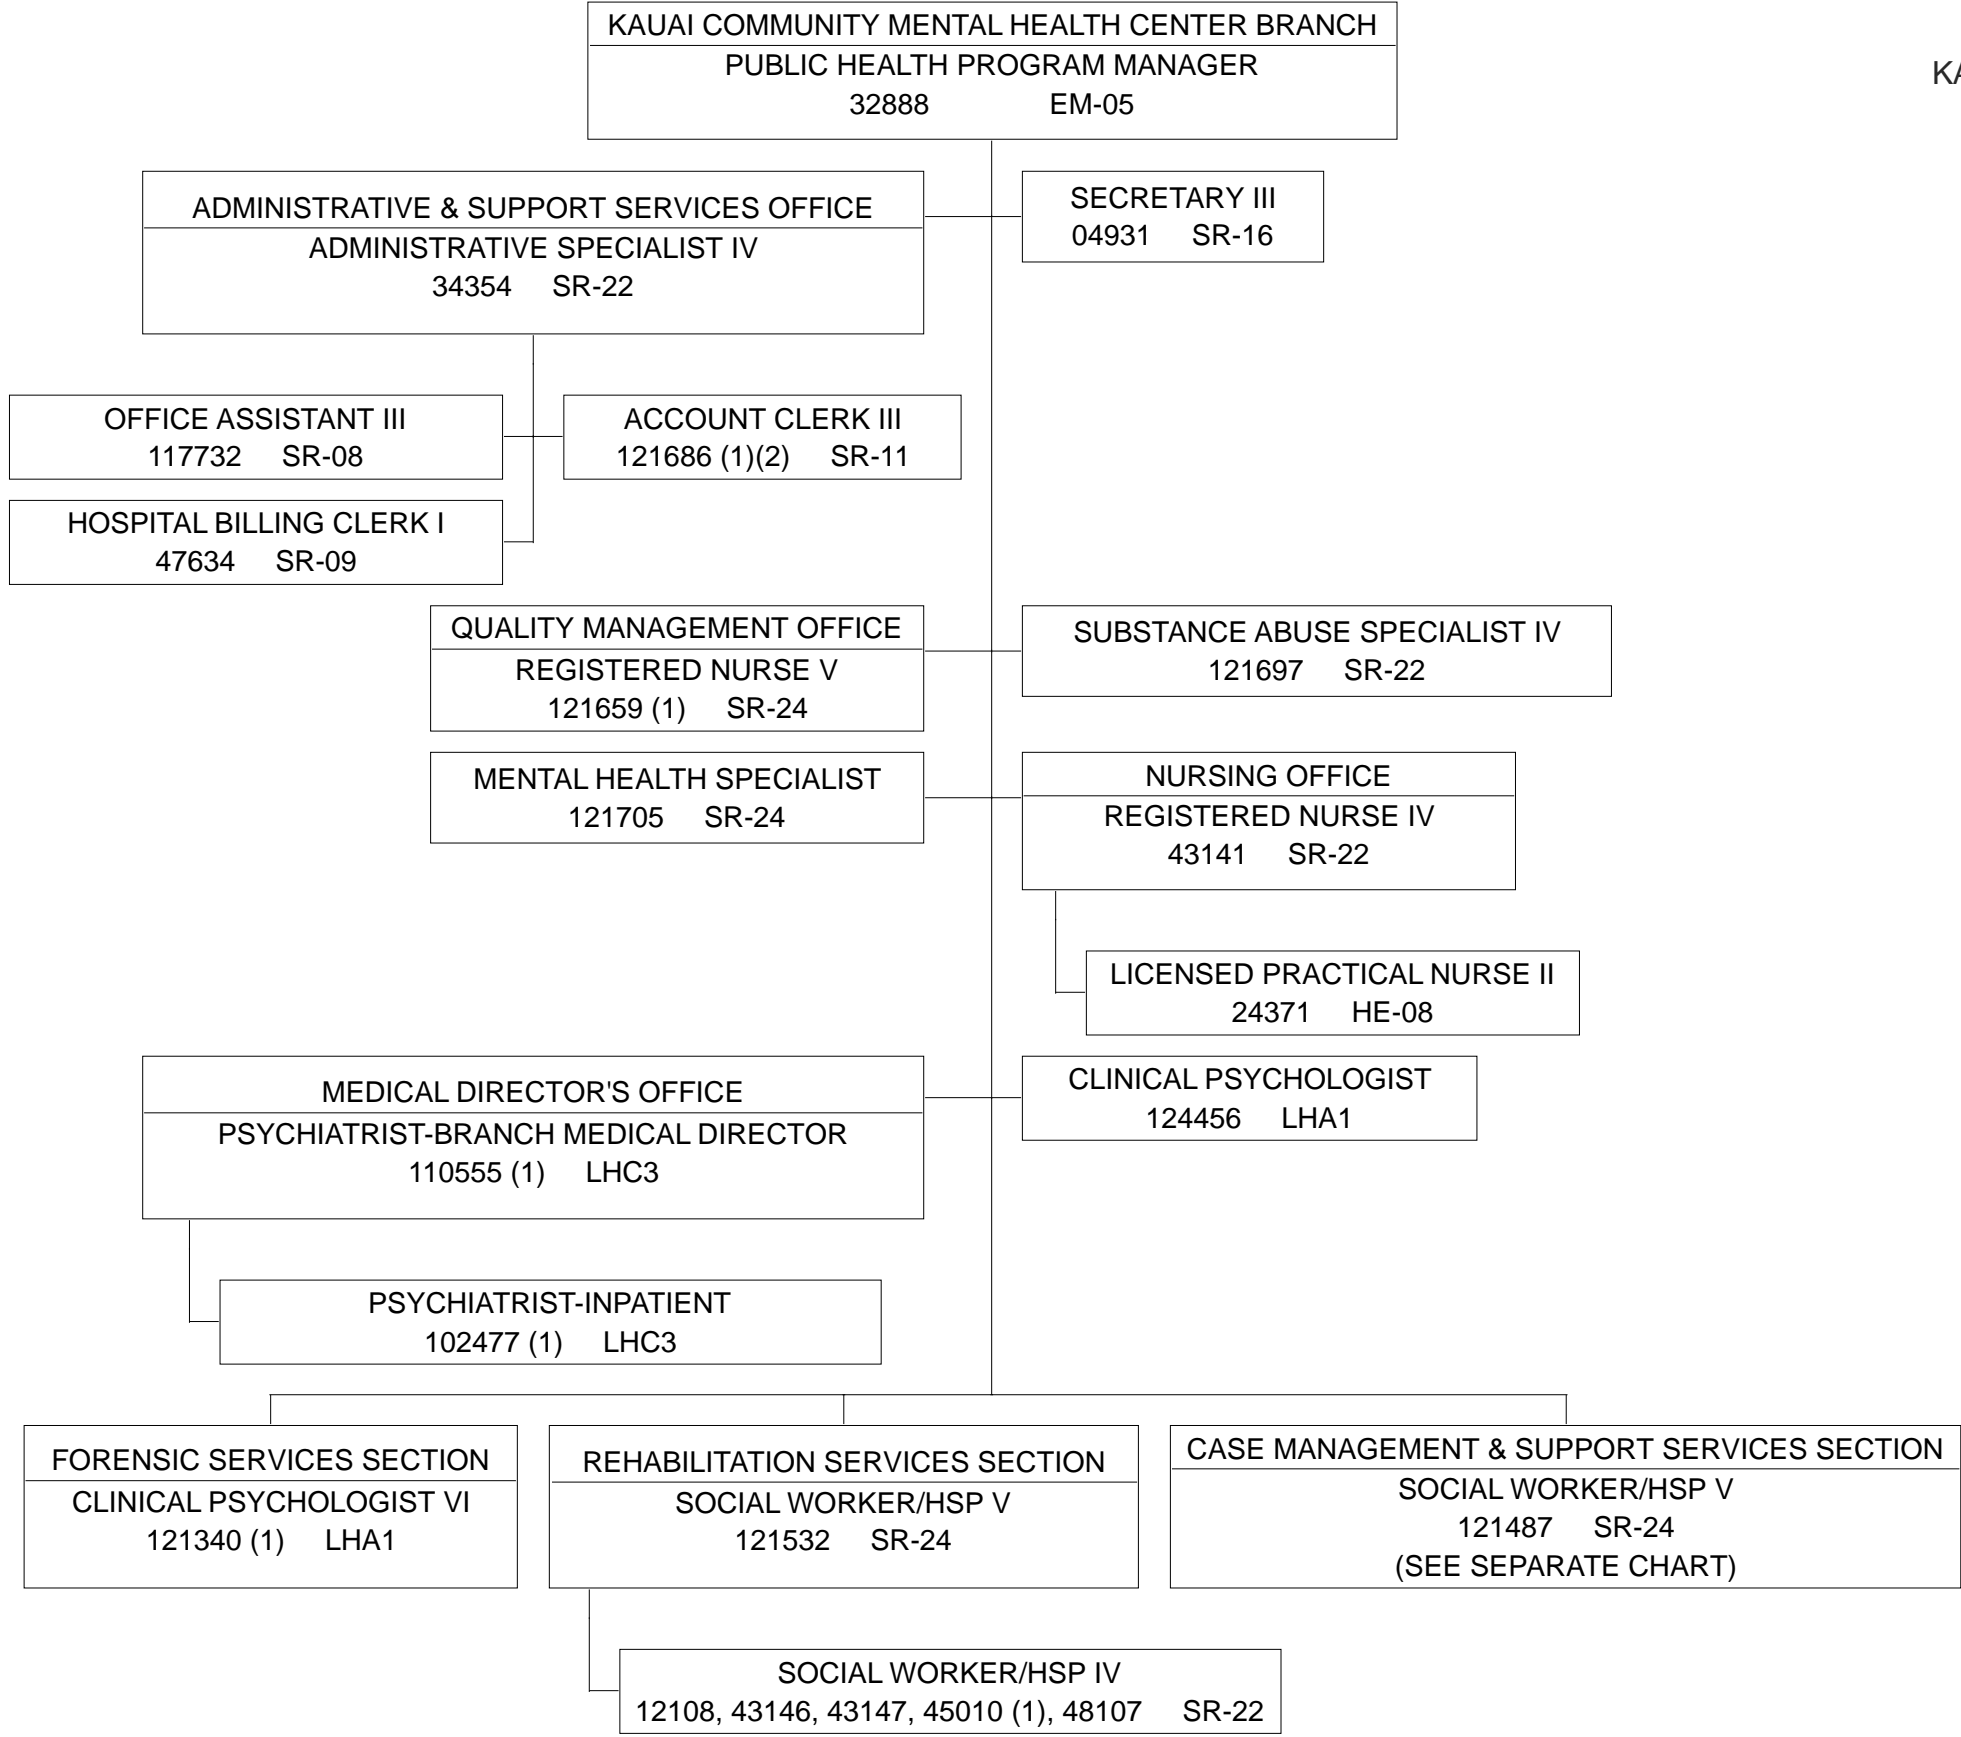 KAUAI COMMUNITY MENTAL HEALTH CENTER BRANCH
PUBLIC HEALTH PROGRAM MANAGER
32888 EM-05
KA
ADMINISTRATIVE & SUPPORT SERVICES OFFICE
ADMINISTRATIVE SPECIALIST IV
34354 SR-22
SECRETARY III
04931 SR-16
OFFICE ASSISTANT III
117732 SR-08
ACCOUNT CLERK III
121686 (1)(2) SR-11
HOSPITAL BILLING CLERK I
47634 SR-09
QUALITY MANAGEMENT OFFICE
REGISTERED NURSE V
121659 (1) SR-24
SUBSTANCE ABUSE SPECIALIST IV
121697 SR-22
MENTAL HEALTH SPECIALIST
121705 SR-24
NURSING OFFICE
REGISTERED NURSE IV
43141 SR-22
LICENSED PRACTICAL NURSE II
24371 HE-08
MEDICAL DIRECTOR'S OFFICE
PSYCHIATRIST-BRANCH MEDICAL DIRECTOR
110555 (1) LHC3
CLINICAL PSYCHOLOGIST
124456 LHA1
PSYCHIATRIST-INPATIENT
102477 (1) LHC3
FORENSIC SERVICES SECTION
CLINICAL PSYCHOLOGIST VI
121340 (1) LHA1
REHABILITATION SERVICES SECTION
SOCIAL WORKER/HSP V
121532 SR-24
CASE MANAGEMENT & SUPPORT SERVICES SECTION
SOCIAL WORKER/HSP V
121487 SR-24
(SEE SEPARATE CHART)
SOCIAL WORKER/HSP IV
12108, 43146, 43147, 45010 (1), 48107 SR-22